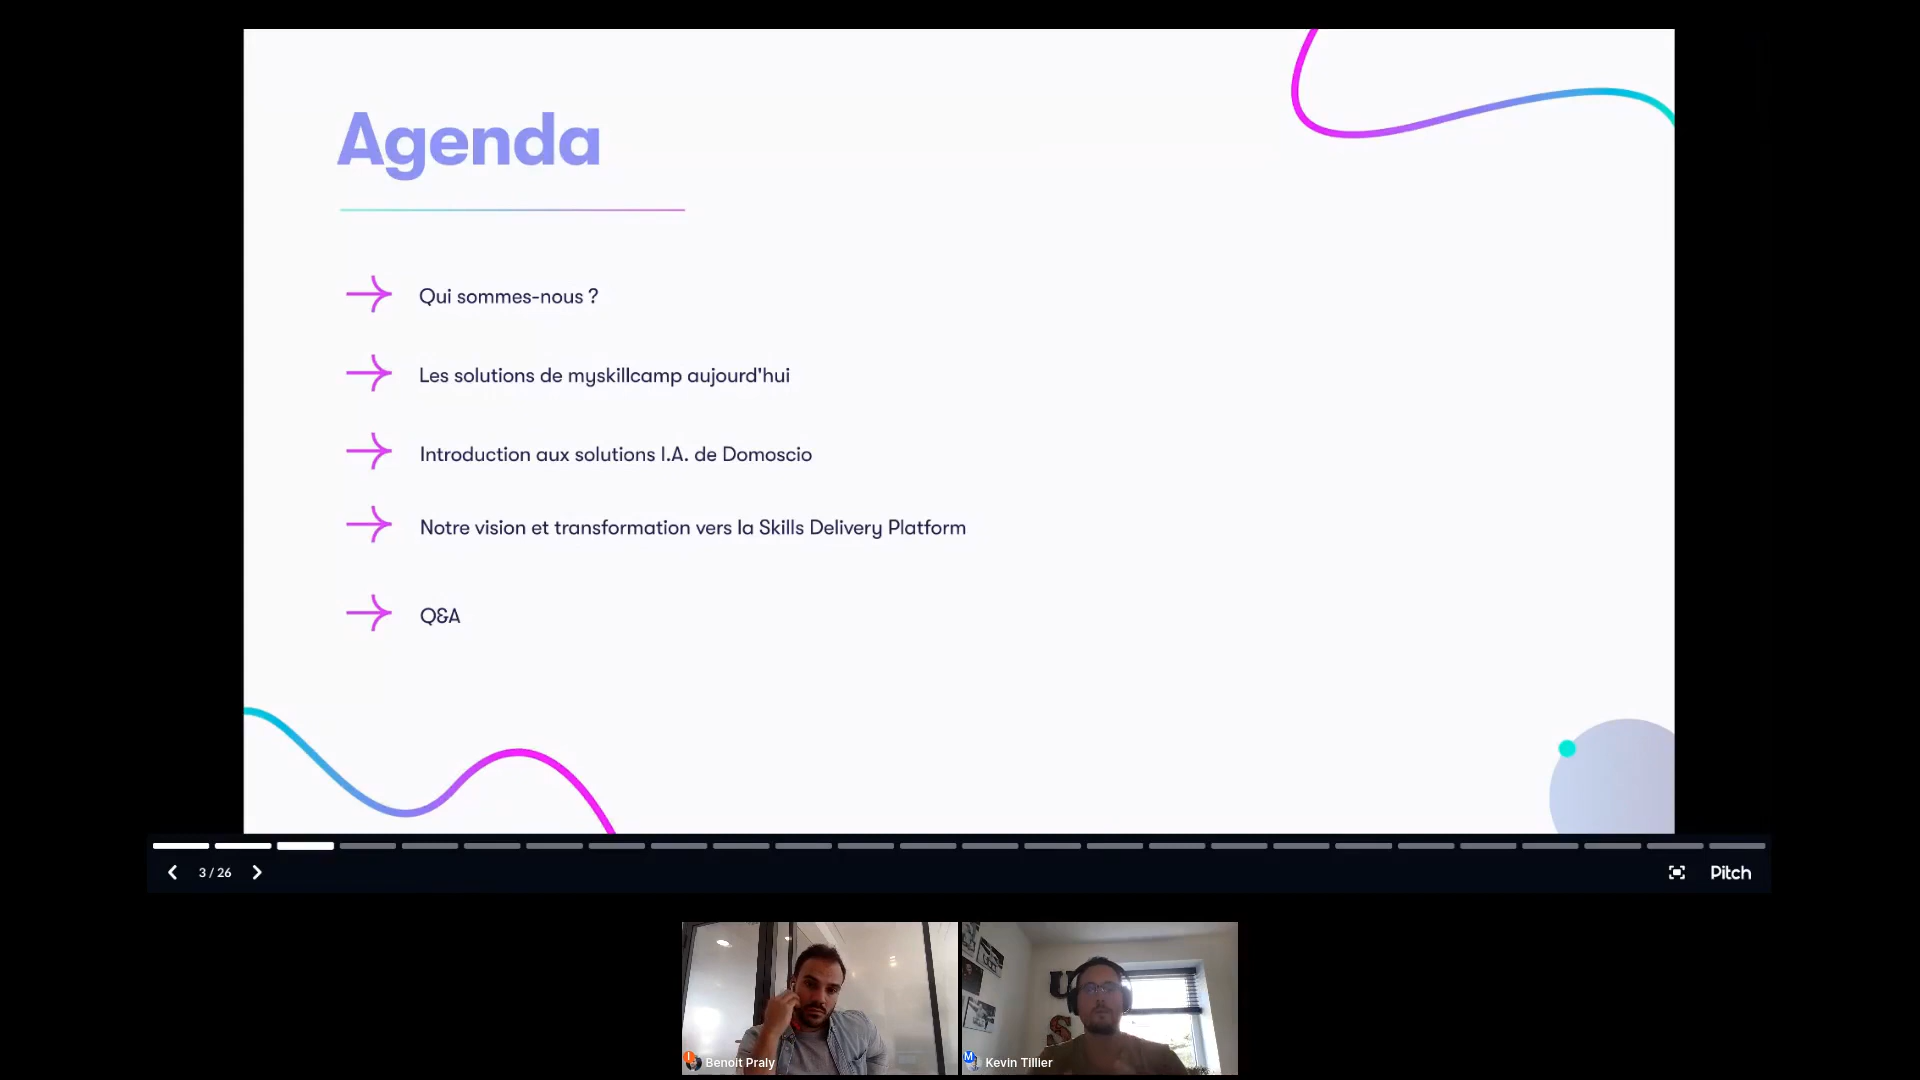 Agenda
Qui sommes-nous ?
Les solutions de myskillcamp aujourd'hui
Introduction aux solutions I.A. de Domoscio
Notre vision et transformation vers la Skills Delivery Platform
Q&A
3 / 26
Pitch
Benoit Praly
M
Kevin Tillier
U
S